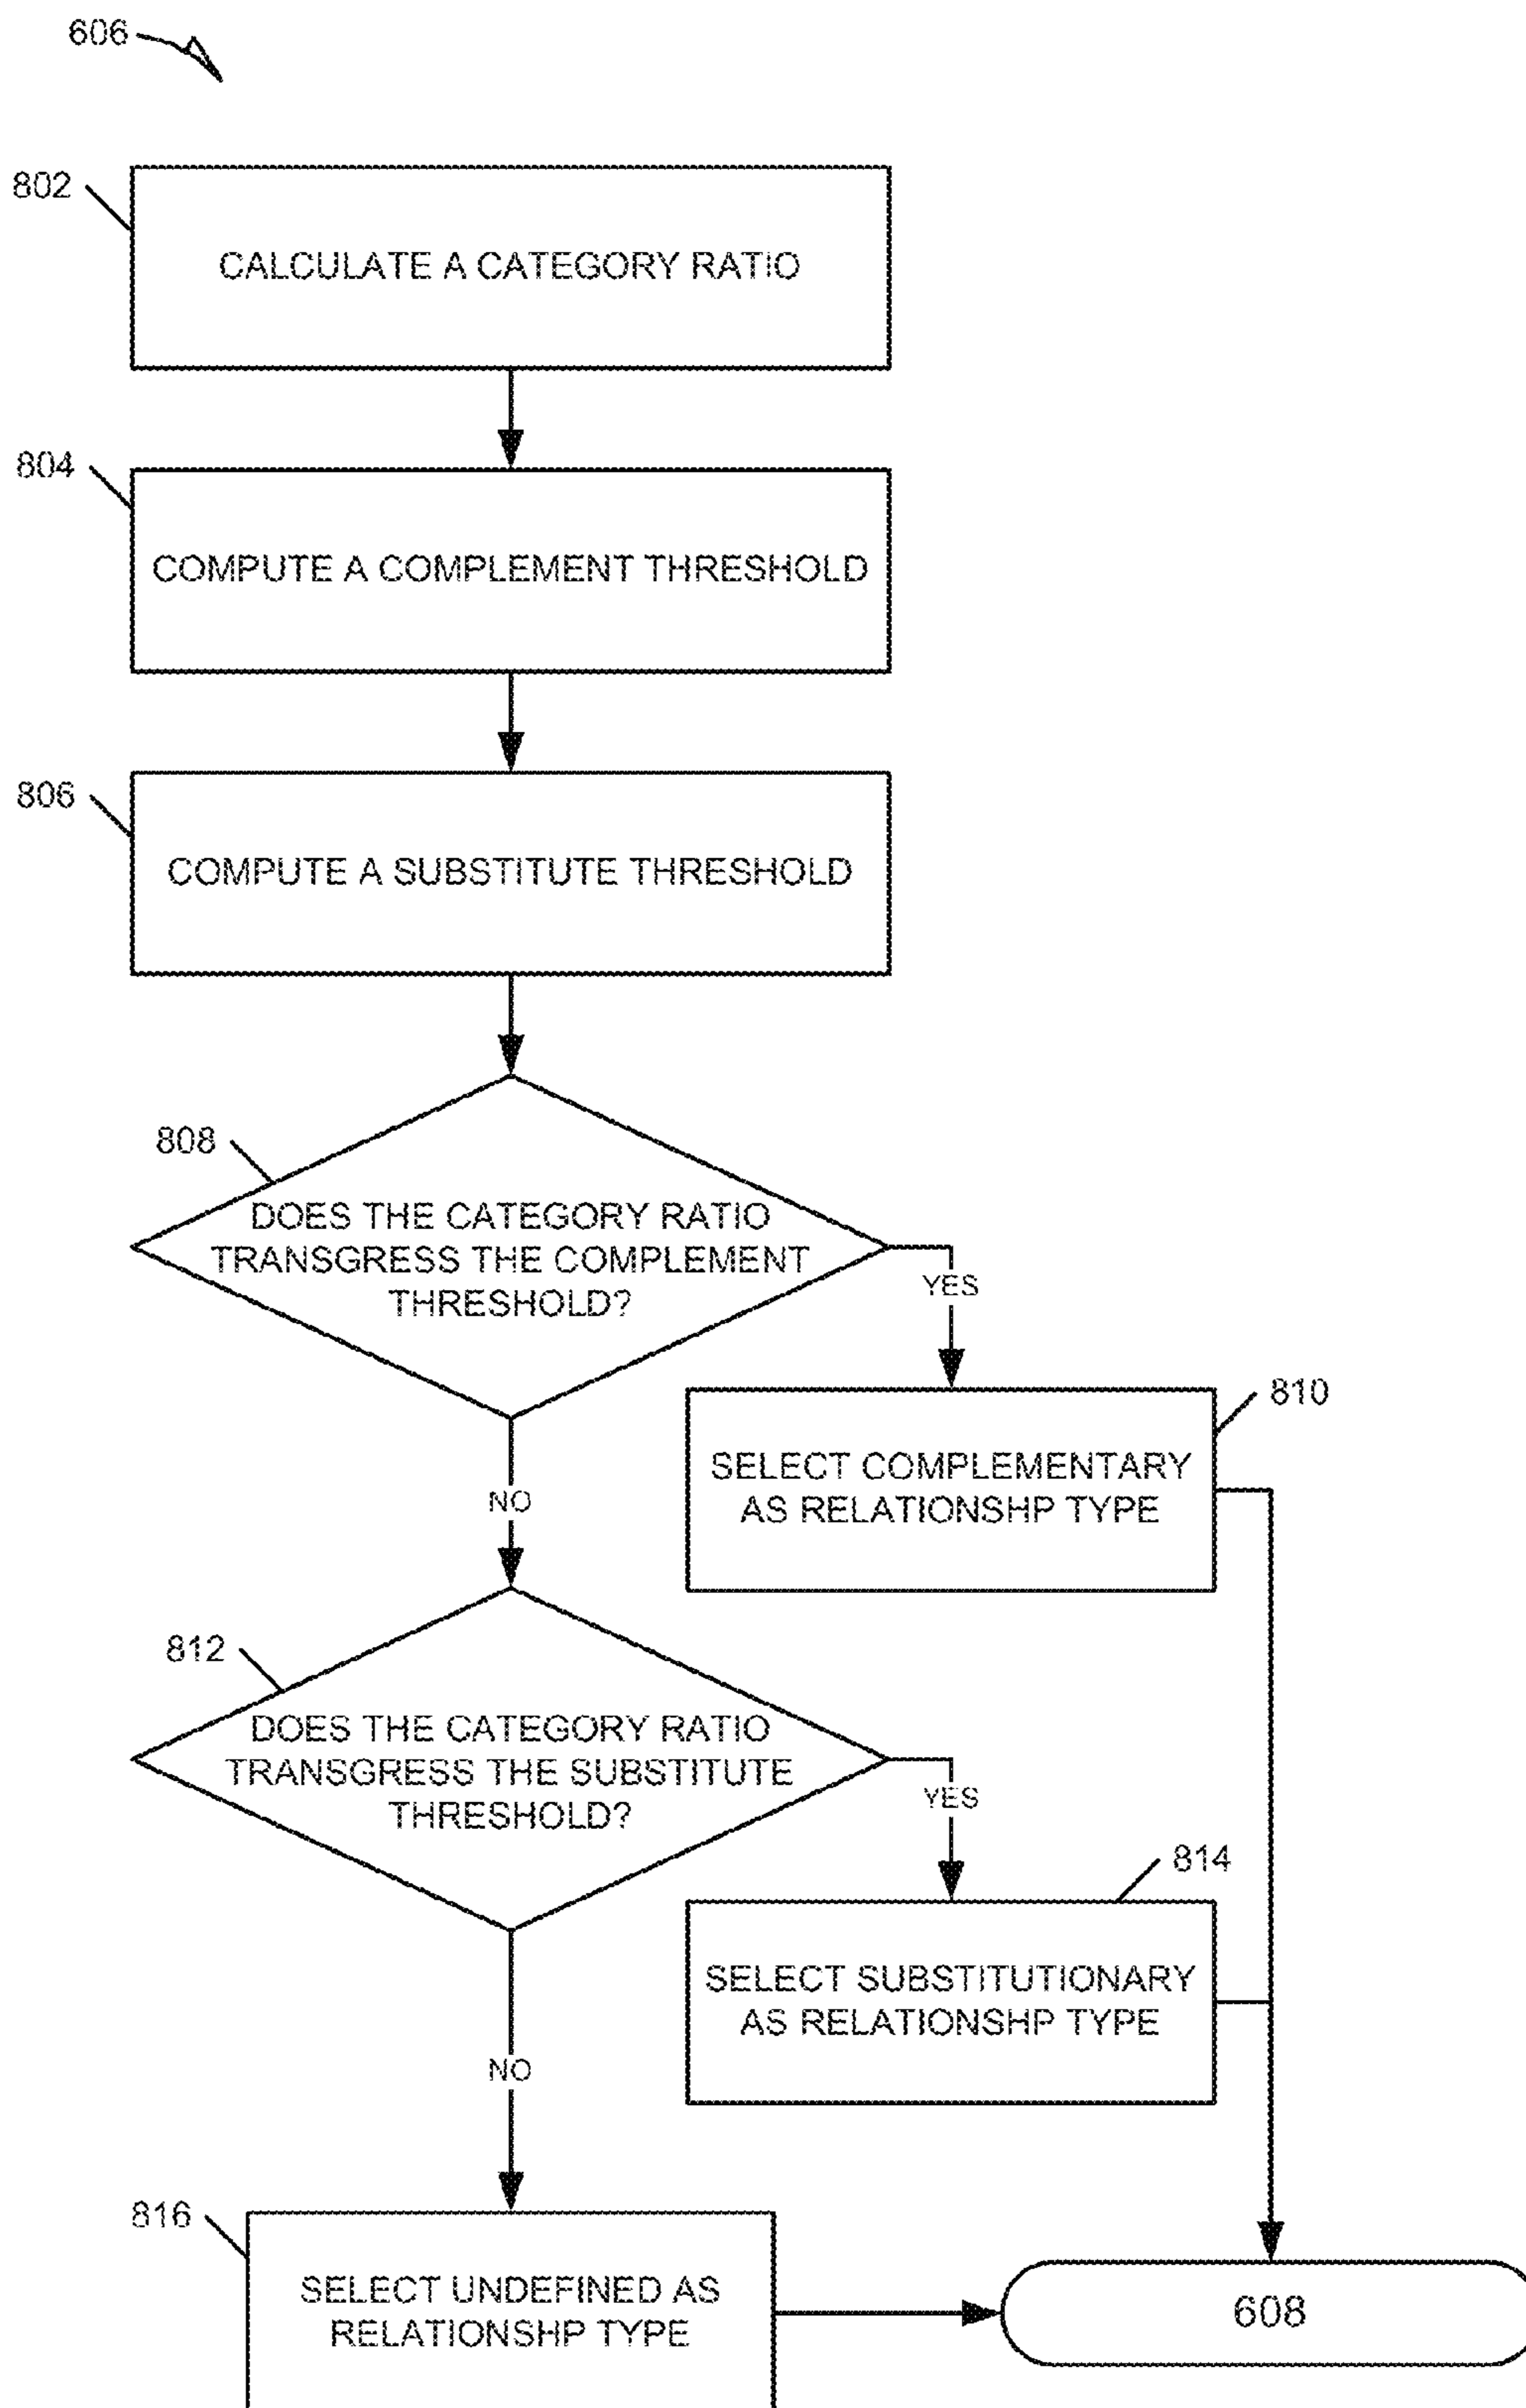 606
802
CALCULATE A CATEGORY RATIO
804
COMPUTE A COMPLEMENT THRESHOLD
806
COMPUTE A SUBSTITUTE THRESHOLD
808
DOES THE CATEGORY RATIO
TRANSGRESS THE COMPLEMENT
THRESHOLD?
YES
810
SELECT COMPLEMENTARY
AS RELATIONSHP TYPE
NO
812
DOES THE CATEGORY RATIO
TRANSGRESS THE SUBSTITUTE
THRESHOLD?
YES
814
SELECT SUBSTITUTIONARY
AS RELATIONSHP TYPE
NO
816
SELECT UNDEFINED AS
RELATIONSHP TYPE
608